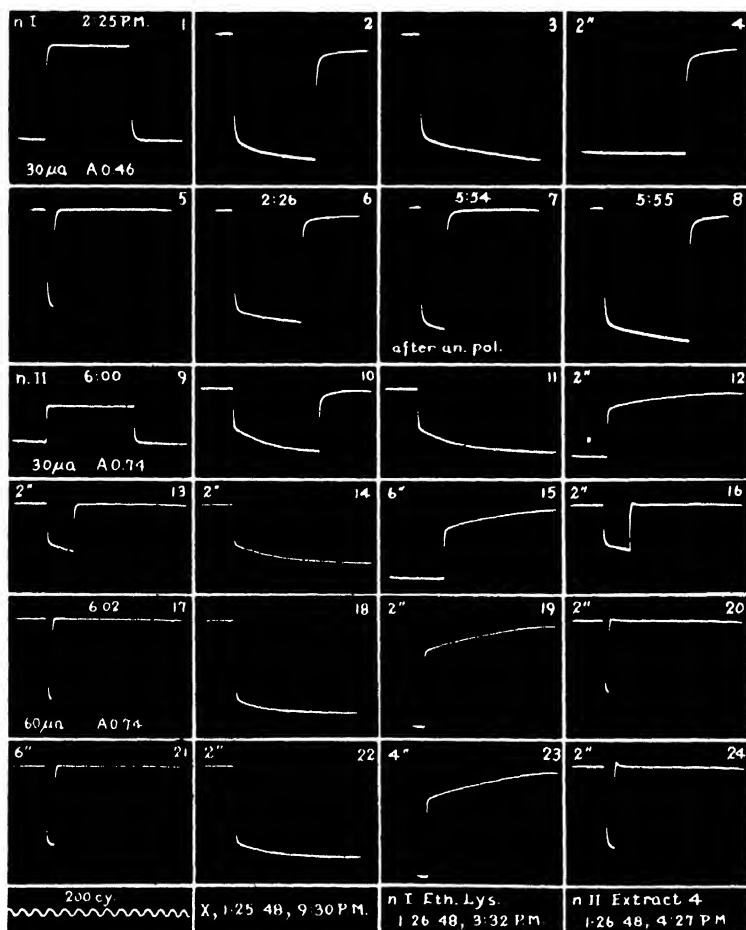 n I 2:25 P.M. 1
30μa A 0.46
2
3
2" 4
5
2:26 6
5:54 7
after an. pol.
5:55 8
n. II 6:00 9
30μa A 0.74
10
11
2" 12
2" 13
2" 14
6" 15
2" 16
6:02 17
60μa A 0.74
18
2" 19
2" 20
6" 21
2" 22
4" 23
2" 24
200 cy.
X, 1·25 48, 9:30 P.M.
n I Eth. Lys.
1·26 48, 3:32 P.M.
n II Extract 4
1·26 48, 4:27 P.M